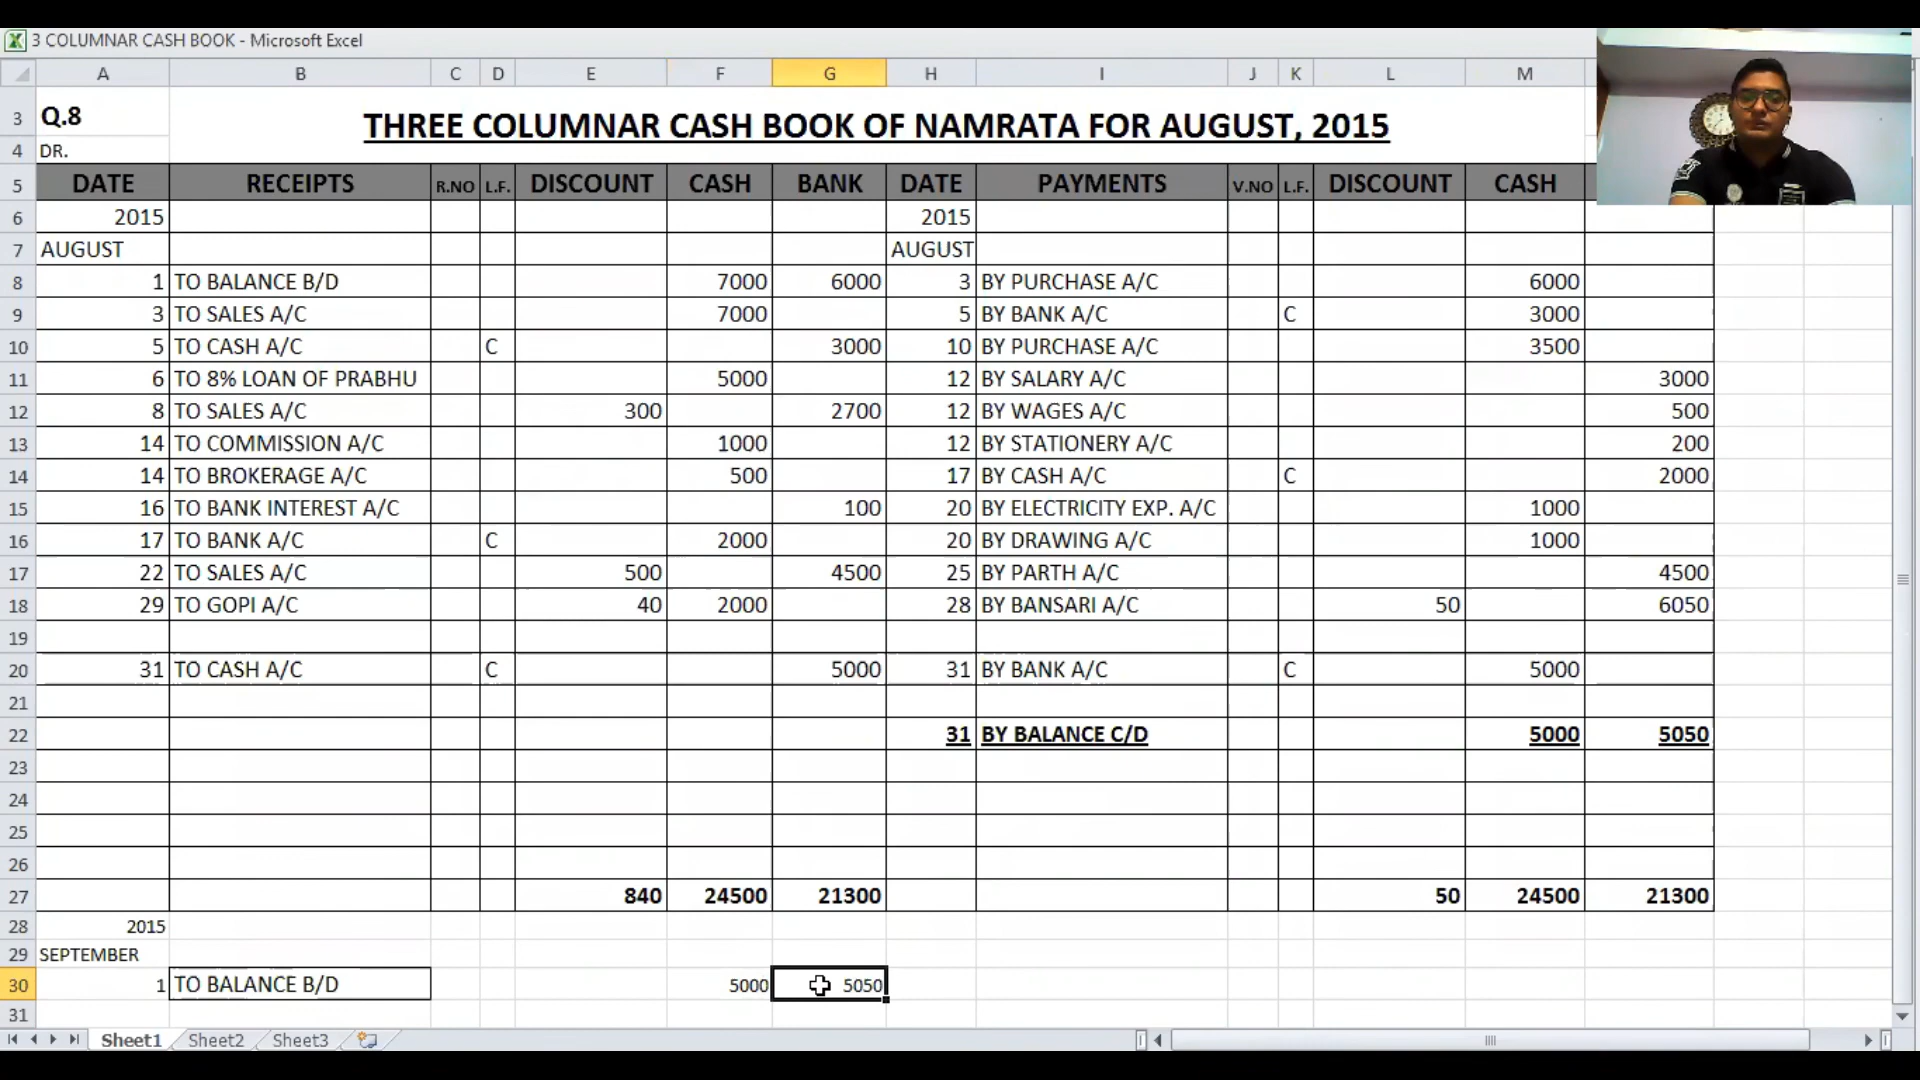 3 COLUMNAR CASH BOOK - Microsoft Excel
A B C D E F G H I J K L M
3 Q.8 THREE COLUMNAR CASH BOOK OF NAMRATA FOR AUGUST, 2015
4 DR.
5 DATE RECEIPTS R.NO L.F. DISCOUNT CASH BANK DATE PAYMENTS V.NO L.F. DISCOUNT CASH
6 2015 2015
7 AUGUST AUGUST
8 1 TO BALANCE B/D 7000 6000 3 BY PURCHASE A/C 6000
9 3 TO SALES A/C 7000 5 BY BANK A/C C 3000
10 5 TO CASH A/C C 3000 10 BY PURCHASE A/C 3500
11 6 TO 8% LOAN OF PRABHU 5000 12 BY SALARY A/C 3000
12 8 TO SALES A/C 300 2700 12 BY WAGES A/C 500
13 14 TO COMMISSION A/C 1000 12 BY STATIONERY A/C 200
14 14 TO BROKERAGE A/C 500 17 BY CASH A/C C 2000
15 16 TO BANK INTEREST A/C 100 20 BY ELECTRICITY EXP. A/C 1000
16 17 TO BANK A/C C 2000 20 BY DRAWING A/C 1000
17 22 TO SALES A/C 500 4500 25 BY PARTH A/C 4500
18 29 TO GOPI A/C 40 2000 28 BY BANSARI A/C 50 6050
19
20 31 TO CASH A/C C 5000 31 BY BANK A/C C 5000
21
22 31 BY BALANCE C/D 5000 5050
23
24
25
26
27 840 24500 21300 50 24500 21300
28 2015
29 SEPTEMBER
30 1 TO BALANCE B/D 5000 5050
31
Sheet1 Sheet2 Sheet3